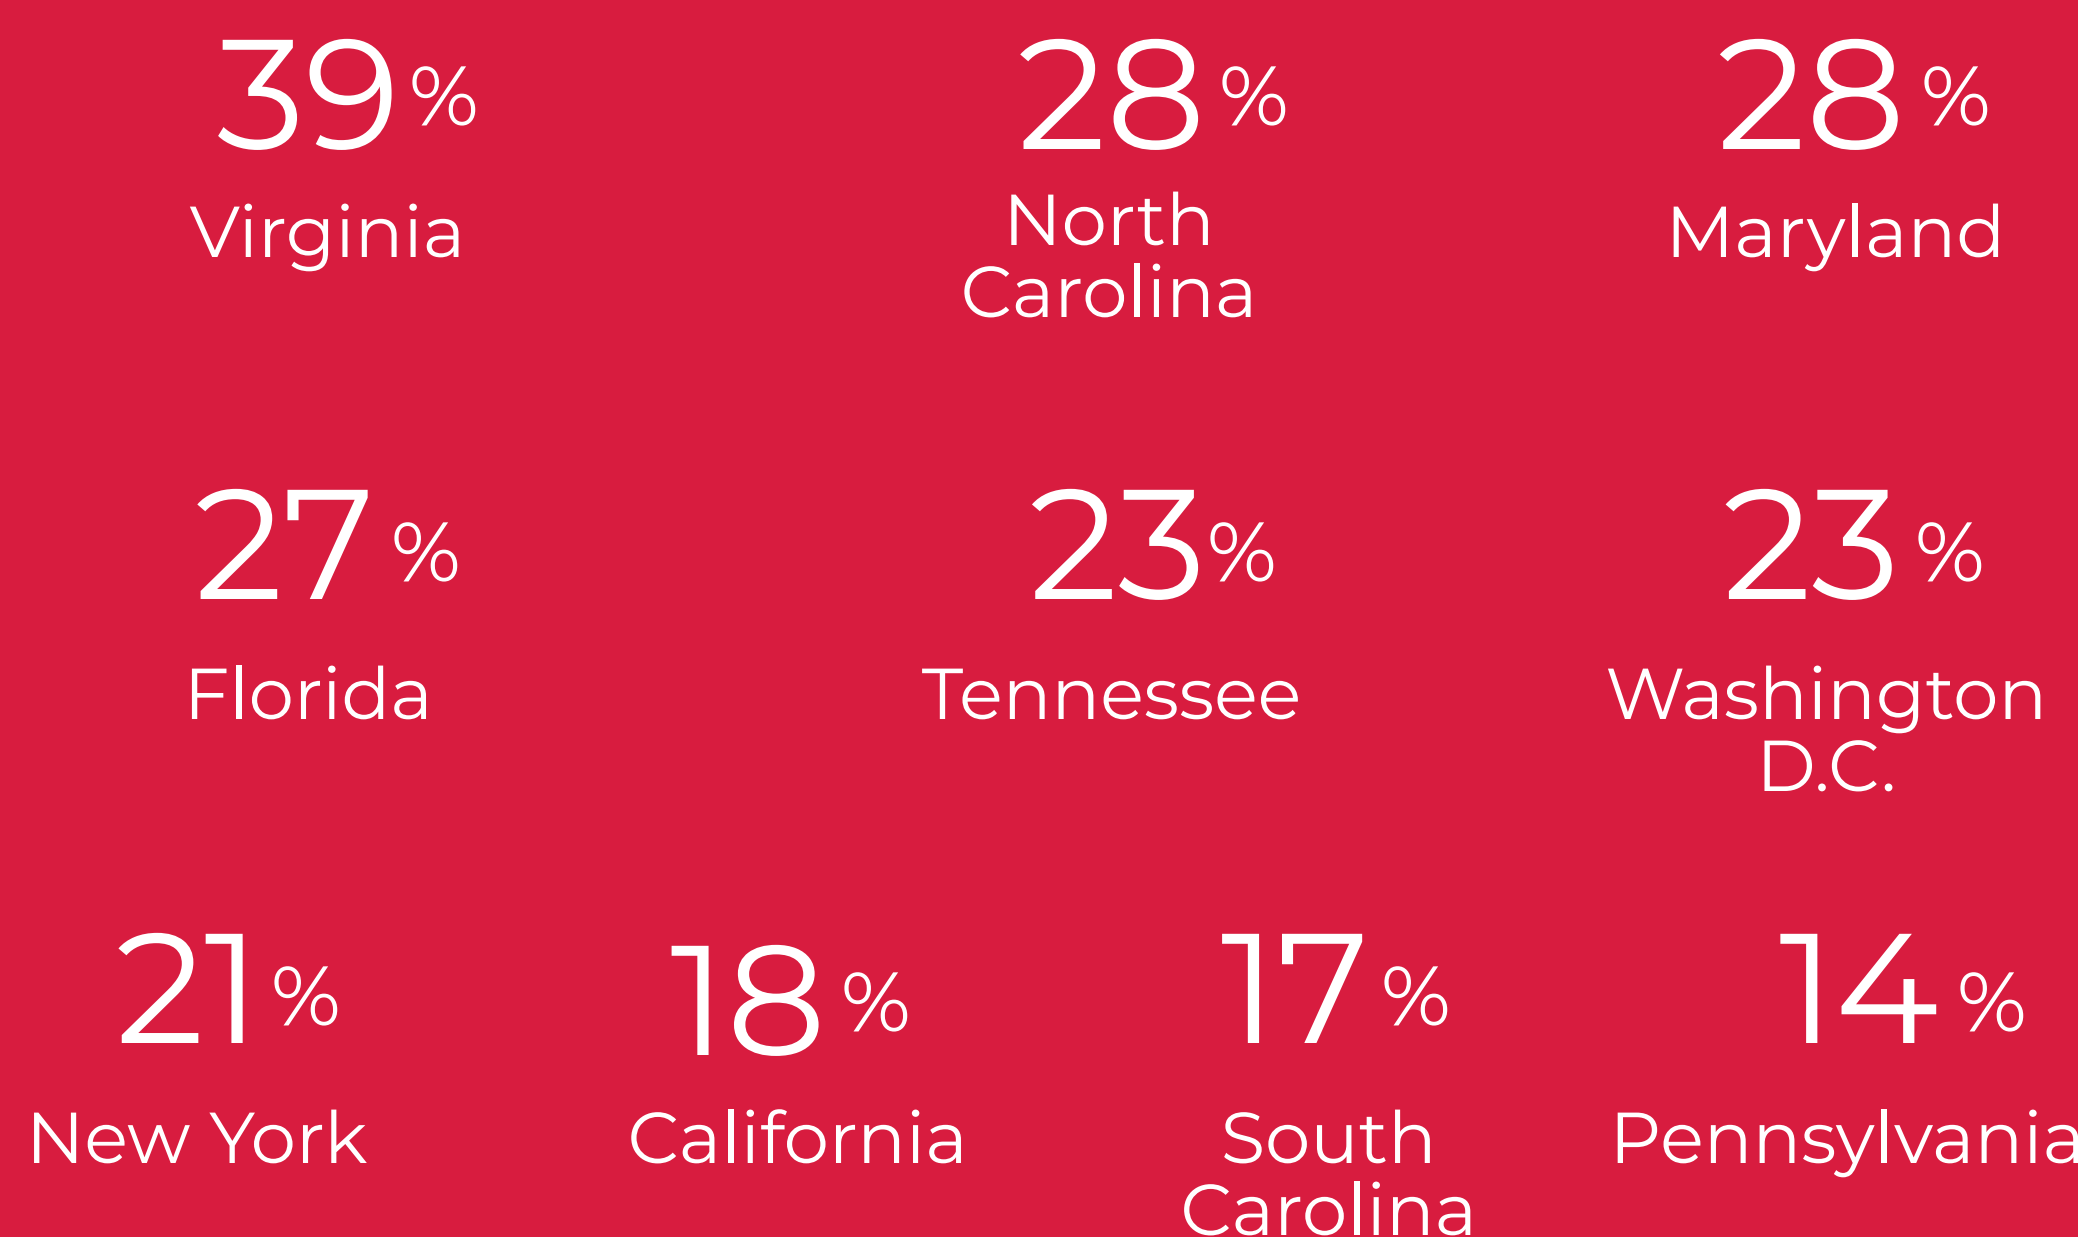 39 %
Virginia
28 %
North
Carolina
28 %
Maryland
27 %
Florida
23 %
Tennessee
23 %
Washington
D.C.
21 %
New York
18 %
California
17 %
South
Carolina
14 %
Pennsylvania